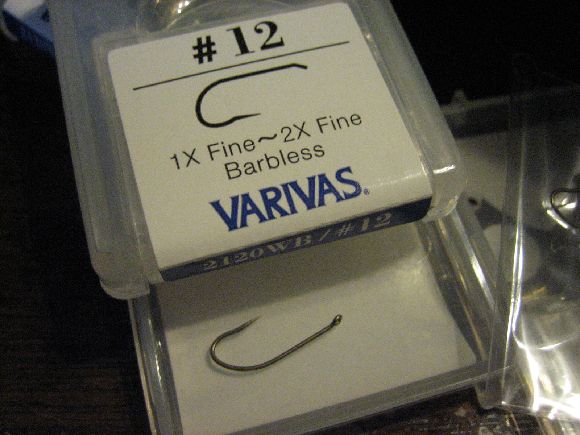 #12
1X Fine～2X Fine
Barbless
VARIVAS®
2120WB/#12